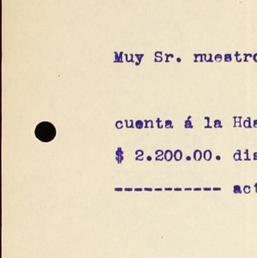 Muy Sr. nuestro
cuenta á la Hda
$ 2.200.00. dis
----------- act